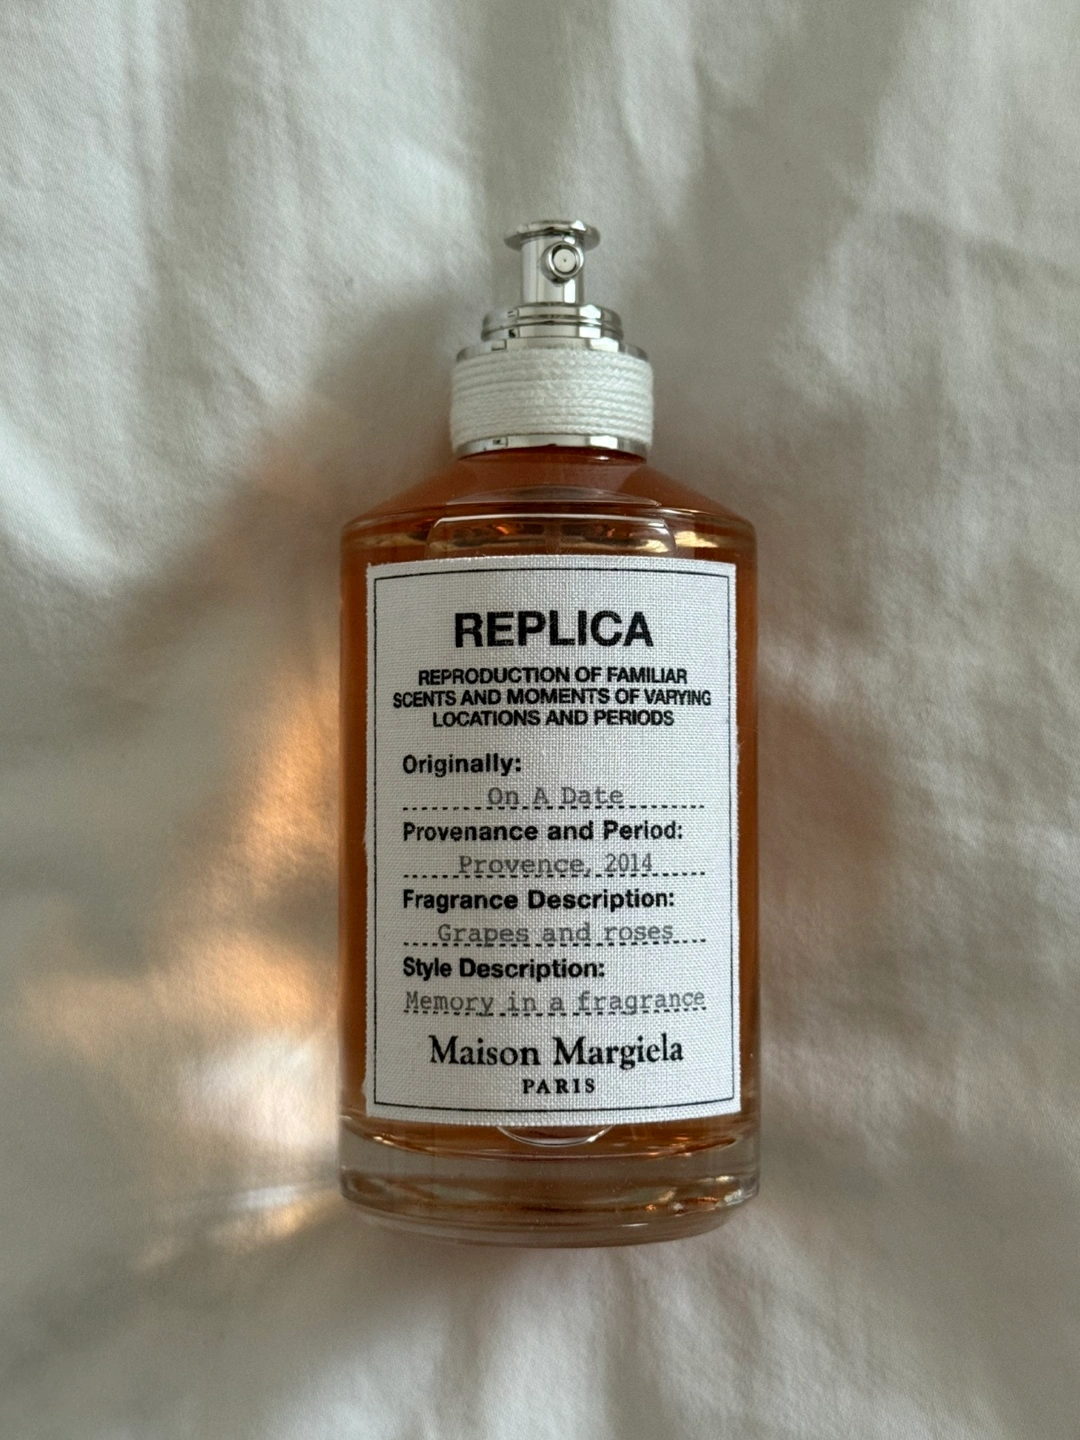 REPLICA
REPRODUCTION OF FAMILIAR
SCENTS AND MOMENTS OF VARYING
LOCATIONS AND PERIODS
Originally:
On A Date
Provenance and Period:
Provence, 2014
Fragrance Description:
Grapes and roses
Style Description:
Memory in a fragrance
Maison Margiela
PARIS